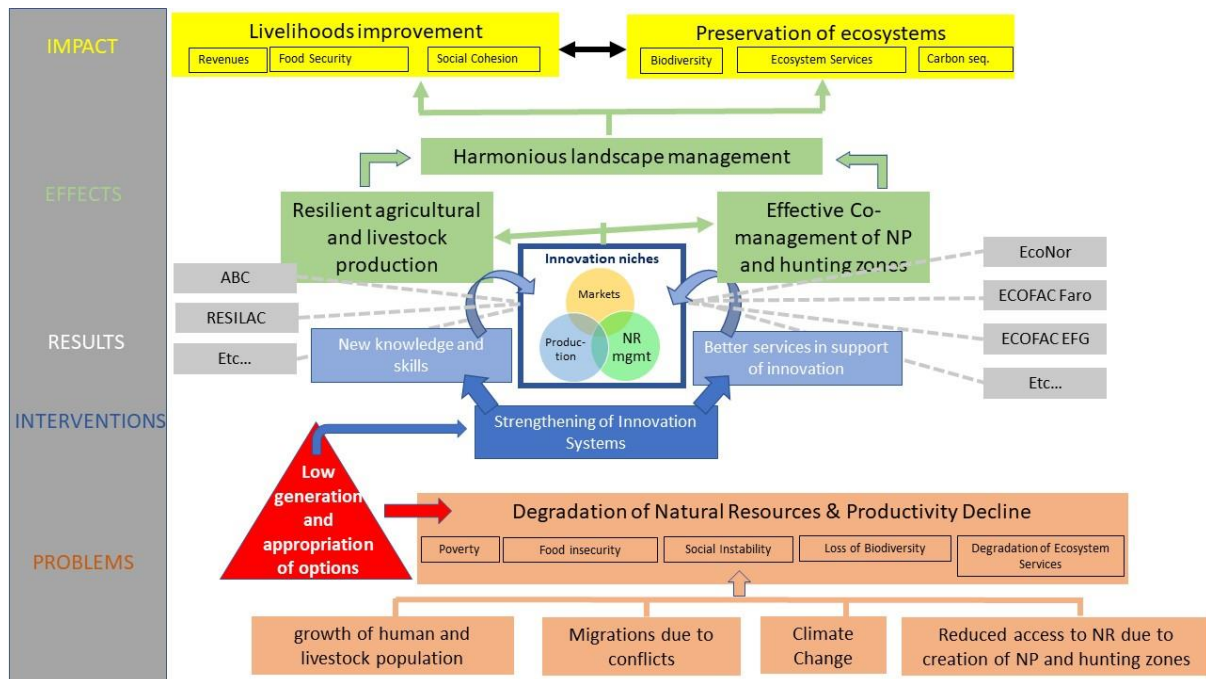 IMPACT
Livelihoods improvement
Revenues
Food Security
Social Cohesion
Preservation of ecosystems
Biodiversity
Ecosystem Services
Carbon seq.
EFFECTS
Harmonious landscape management
Resilient agricultural
and livestock
production
Effective Co-
management of NP
and hunting zones
RESULTS
ABC
RESILAC
Etc...
Innovation niches
Markets
Produc-
tion
NR
mgmt
EcoNor
ECOFAC Faro
ECOFAC EFG
Etc...
New knowledge and
skills
Better services in support
of innovation
INTERVENTIONS
Strengthening of Innovation
Systems
PROBLEMS
Low
generation
and
appropriation
of options
Degradation of Natural Resources & Productivity Decline
Poverty
Food insecurity
Social Instability
Loss of Biodiversity
Degradation of Ecosystem
Services
growth of human and
livestock population
Migrations due to
conflicts
Climate
Change
Reduced access to NR due to
creation of NP and hunting zones